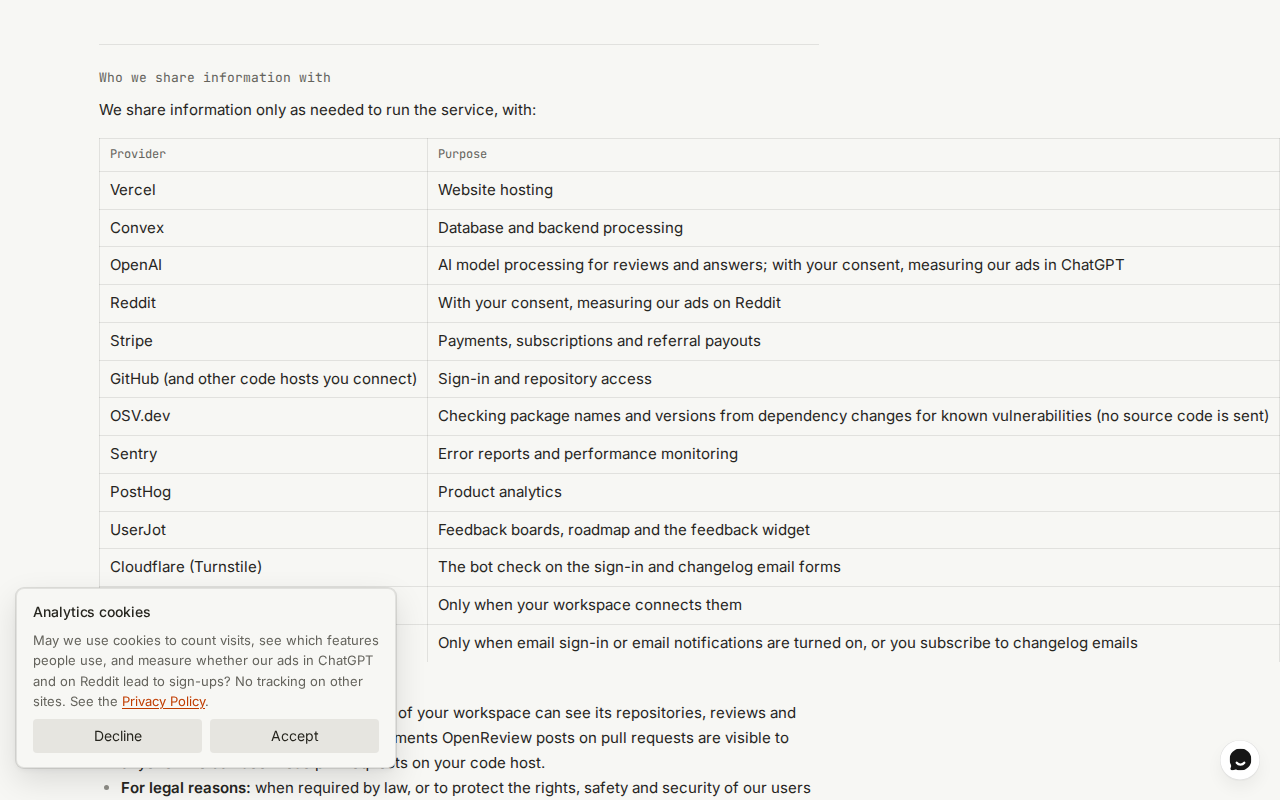 Who we share information with
We share information only as needed to run the service, with:
Provider Purpose
Vercel Website hosting
Convex Database and backend processing
OpenAI AI model processing for reviews and answers; with your consent, measuring our ads in ChatGPT
Reddit With your consent, measuring our ads on Reddit
Stripe Payments, subscriptions and referral payouts
GitHub (and other code hosts you connect) Sign-in and repository access
OSV.dev Checking package names and versions from dependency changes for known vulnerabilities (no source code is sent)
Sentry Error reports and performance monitoring
PostHog Product analytics
UserJot Feedback boards, roadmap and the feedback widget
Cloudflare (Turnstile) The bot check on the sign-in and changelog email forms
Only when your workspace connects them
Only when email sign-in or email notifications are turned on, or you subscribe to changelog emails
Analytics cookies
May we use cookies to count visits, see which features
people use, and measure whether our ads in ChatGPT
and on Reddit lead to sign-ups? No tracking on other
sites. See the Privacy Policy.
Decline Accept
of your workspace can see its repositories, reviews and
OpenReview posts on pull requests are visible to
on your code host.
For legal reasons: when required by law, or to protect the rights, safety and security of our users